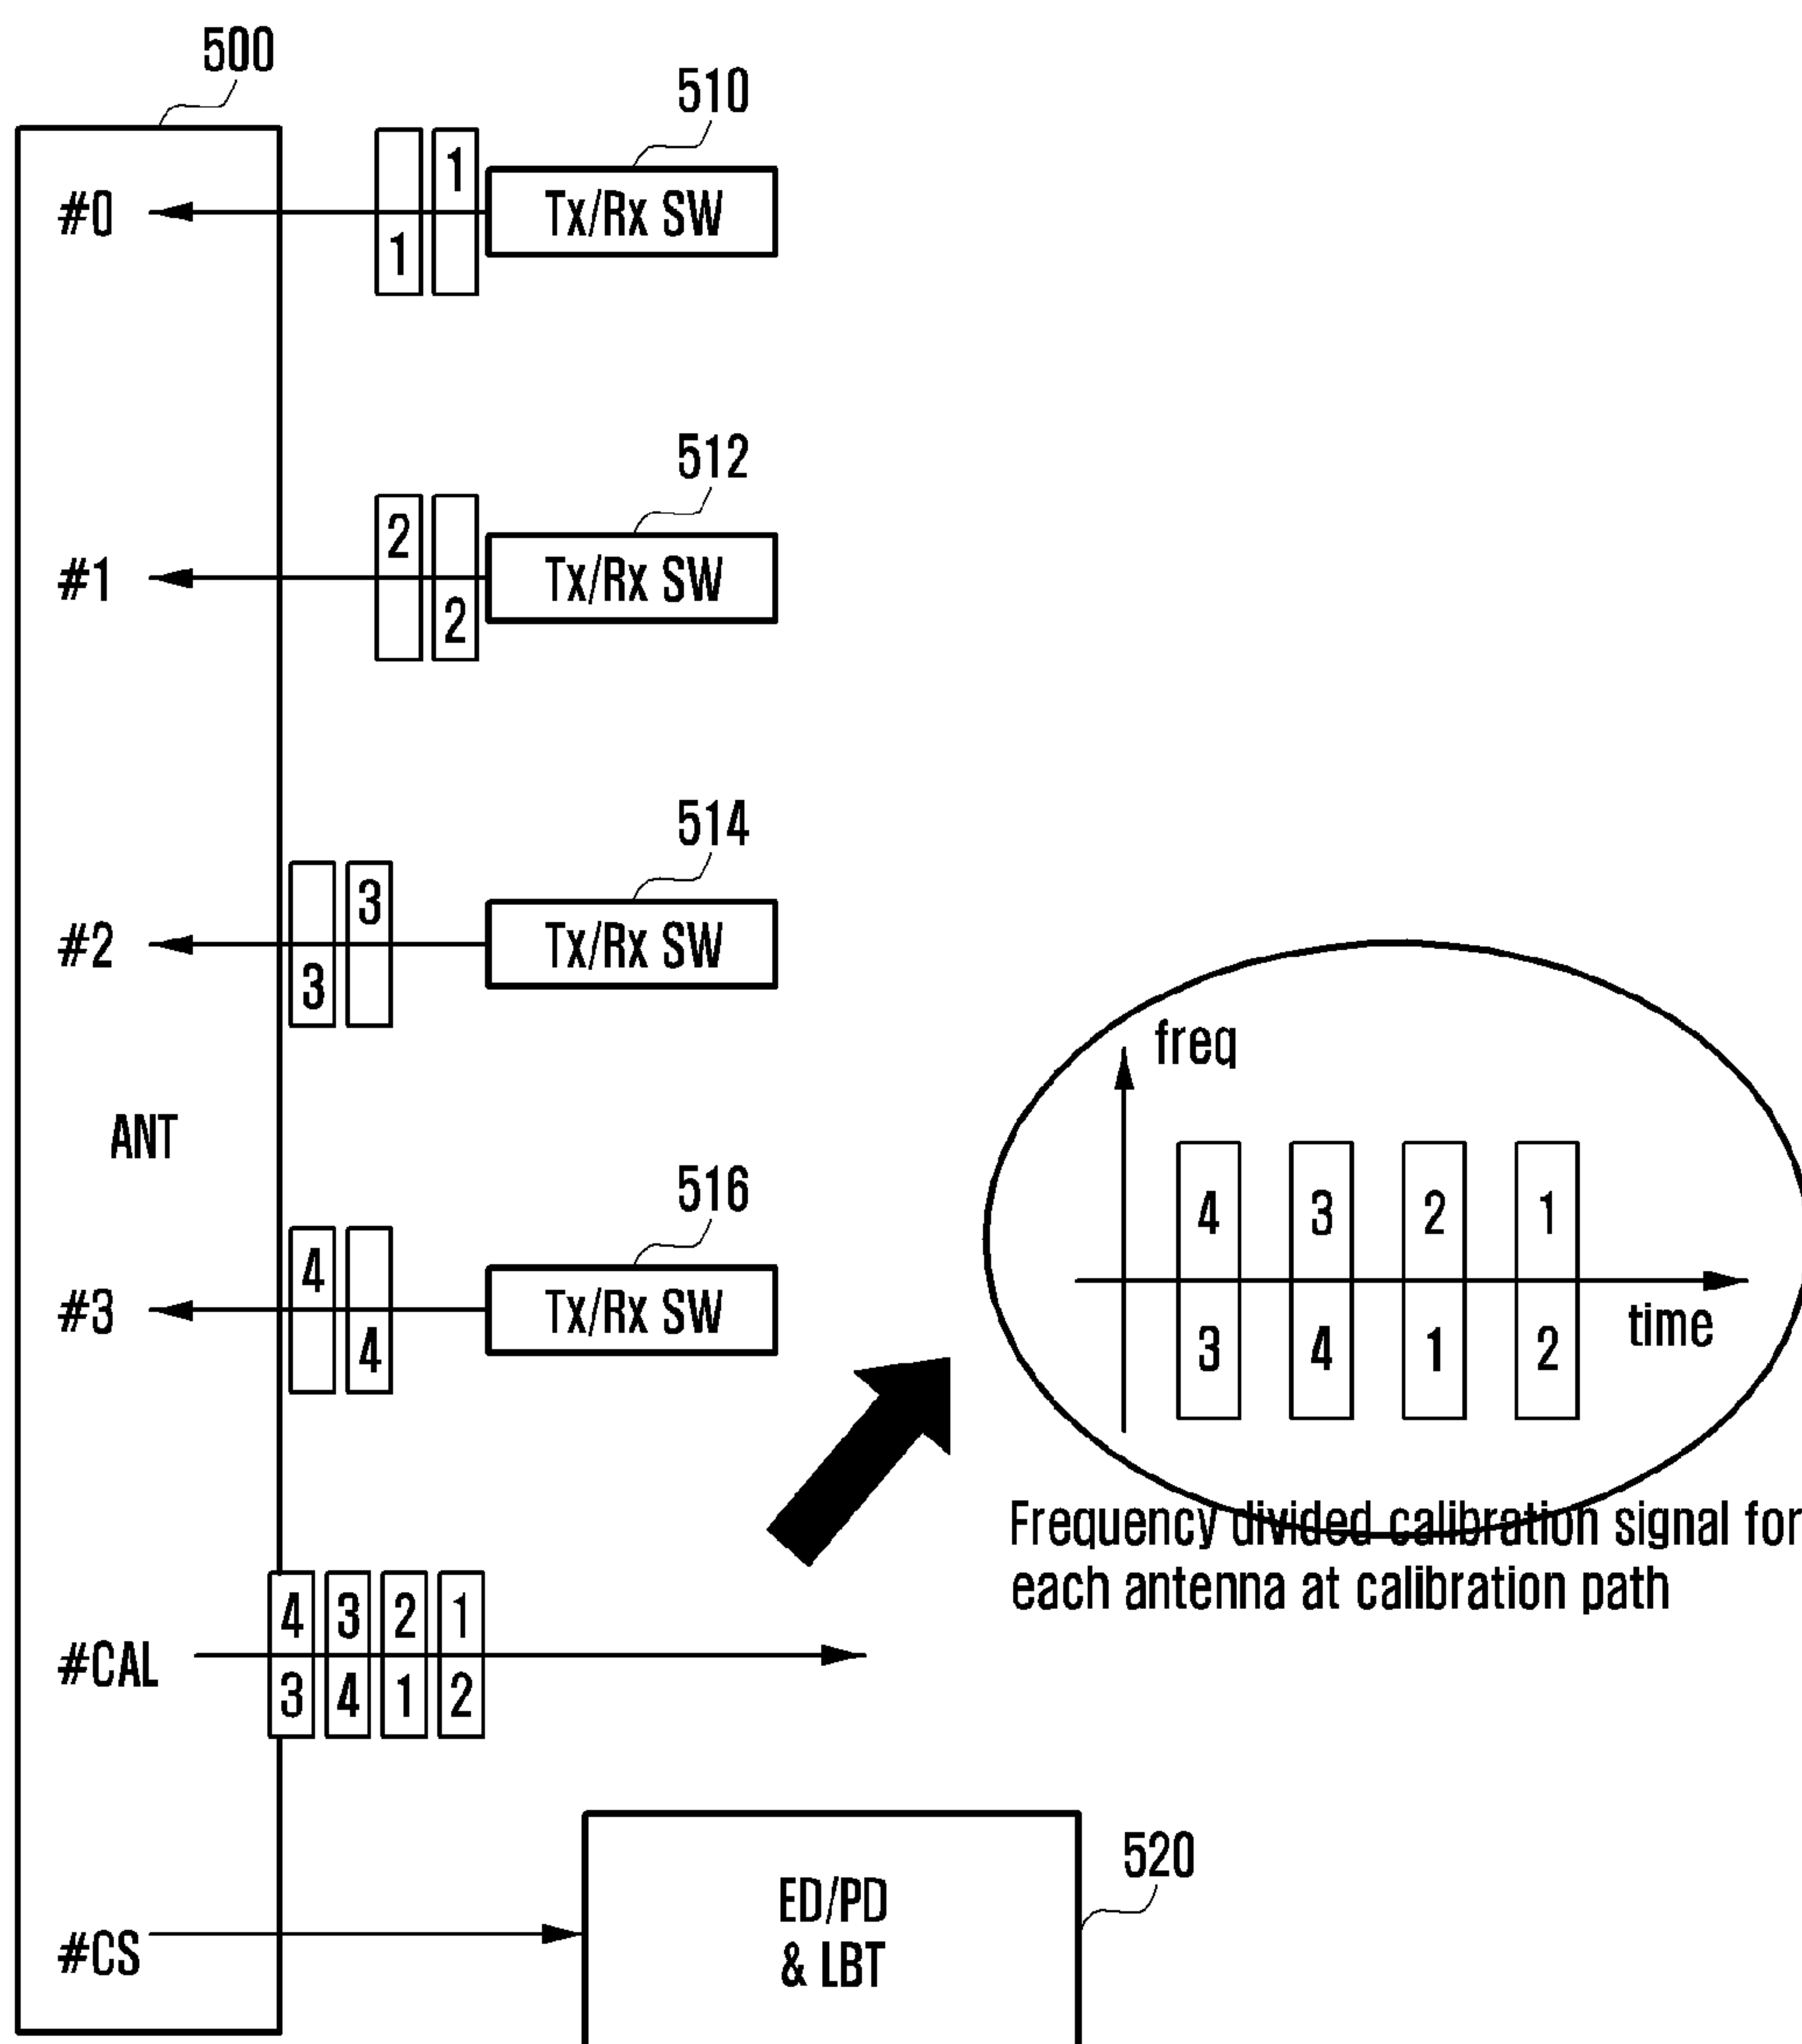 500
510
#0
1
1
Tx/Rx SW
512
#1
2
2
Tx/Rx SW
514
#2
3
3
Tx/Rx SW
ANT
516
#3
4
4
Tx/Rx SW
freq
4 3 2 1
3 4 1 2
time
Frequency divided calibration signal for
each antenna at calibration path
#CAL
4 3 2 1
3 4 1 2
#CS
ED/PD
& LBT
520